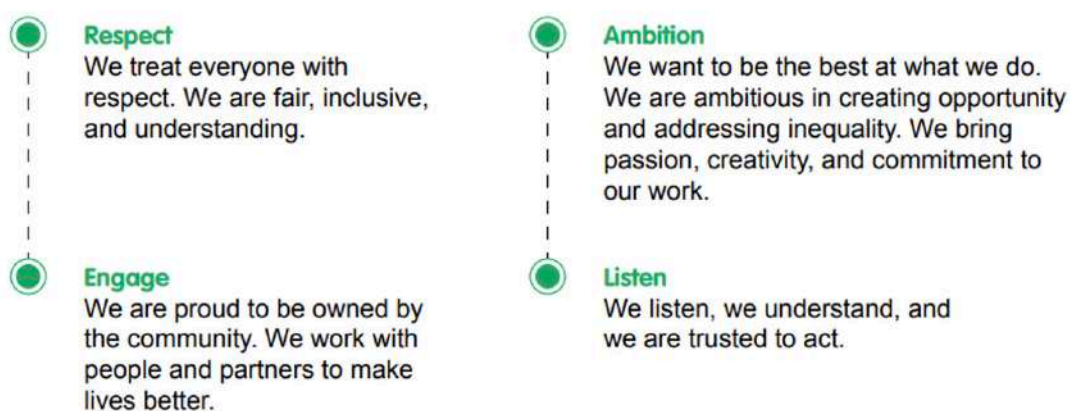 Respect
We treat everyone with
respect. We are fair, inclusive,
and understanding.
Engage
We are proud to be owned by
the community. We work with
people and partners to make
lives better.
Ambition
We want to be the best at what we do.
We are ambitious in creating opportunity
and addressing inequality. We bring
passion, creativity, and commitment to
our work.
Listen
We listen, we understand, and
we are trusted to act.